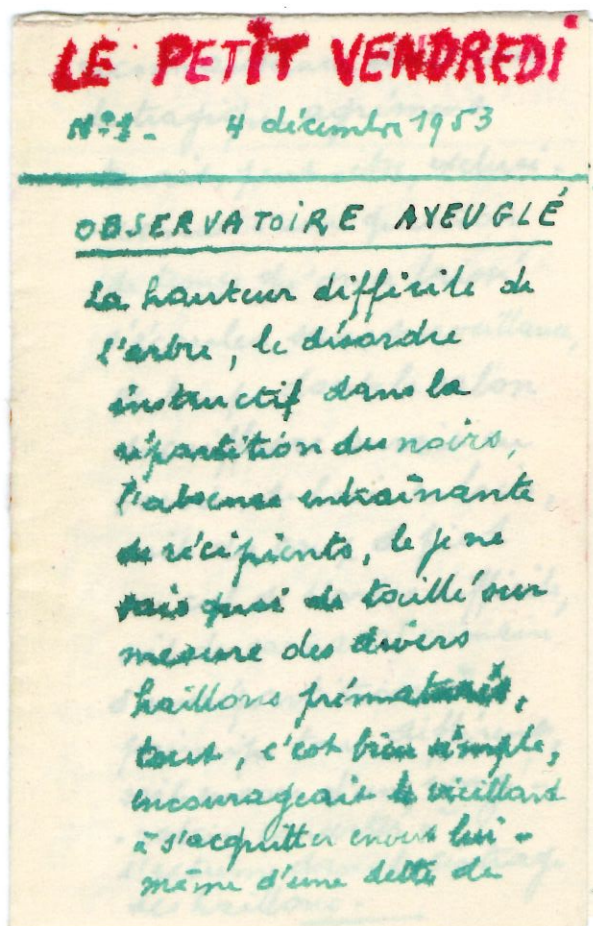 LE PETIT VENDREDI
N° 1 - 4 décembre 1953
OBSERVATOIRE AVEUGLÉ
La hauteur difficile de
l'arbre, le désordre
instructif dans la
répartition des noirs,
l'absence entraînante
de récipients, le je ne
sais quoi de taillé sur
mesure des divers
haillons prématurés,
tout, c'est bien simple,
encourageait le vieillard
à s'acquitter envers lui-
même d'une dette de